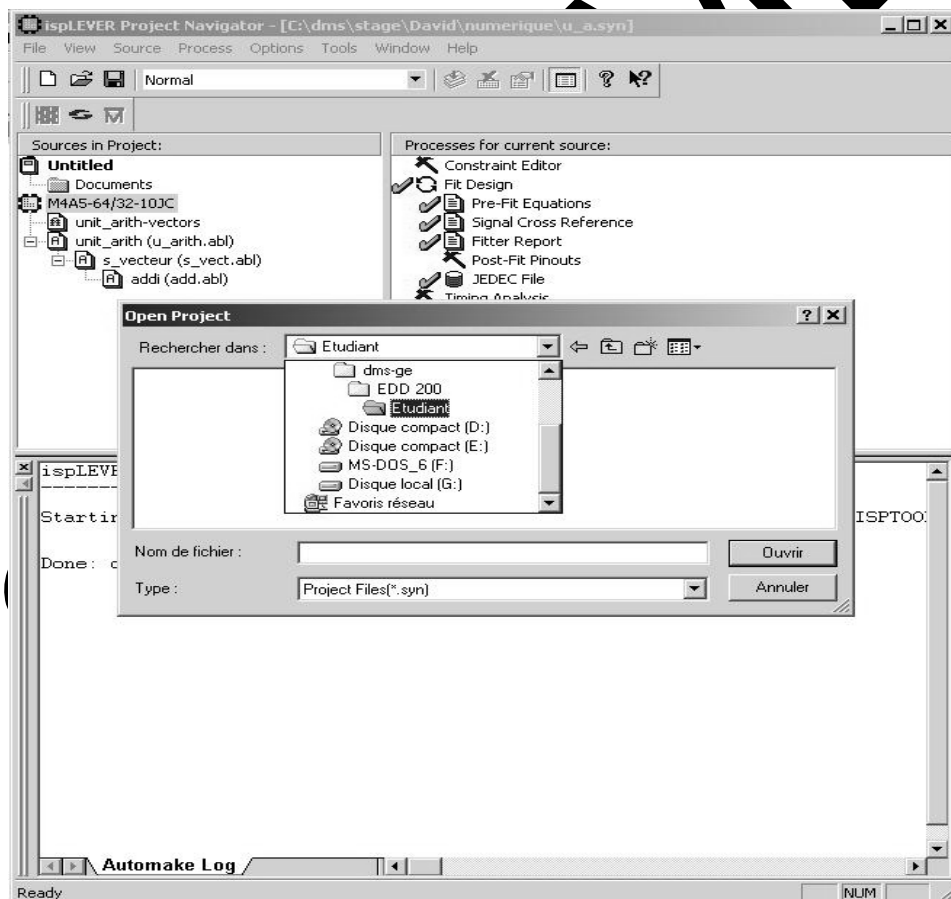 ispLEVER Project Navigator - [C:\dms\stage\David\numerique\u_a.syn]
File View Source Process Options Tools Window Help
Normal
Sources in Project:
Untitled
Documents
M4A5-64/32-10JC
unit_arith-vectors
unit_arith (u_arith.abl)
s_vecteur (s_vect.abl)
addi (add.abl)
Processes for current source:
Constraint Editor
Fit Design
Pre-Fit Equations
Signal Cross Reference
Fitter Report
Post-Fit Pinouts
JEDEC File
Timing Analysis
Open Project
Rechercher dans :
Etudiant
dms-ge
EDD 200
Etudiant
Disque compact (D:)
Disque compact (E:)
MS-DOS_6 (F:)
Disque local (G:)
Favoris réseau
Nom de fichier :
Ouvrir
Type :
Project Files(*.syn)
Annuler
ispLEVE
Startin
ISPTOO
Done:
Automake Log
Ready
NUM